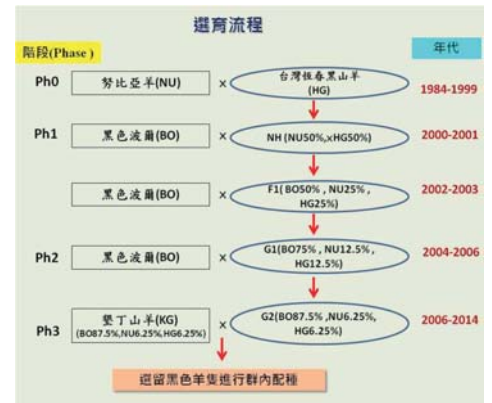 選育流程
階段(Phase )
年代
Ph0
努比亞羊(NU)
x
台灣恆春黑山羊
(HG)
1984-1999
Ph1
黑色波爾(BO)
x
NH (NU50%,xHG50%)
2000-2001
黑色波爾(BO)
x
F1( BO50% , NU25% ,
HG25%)
2002-2003
Ph2
黑色波爾(BO)
x
G1(BO75% , NU12.5% ,
HG12.5%)
2004-2006
Ph3
墾丁山羊(KG)
(BO87.5%,NU6.25%,HG6.25%)
x
G2(BO87.5% ,NU6.25%,
HG6.25%)
2006-2014
選留黑色羊隻進行群內配種